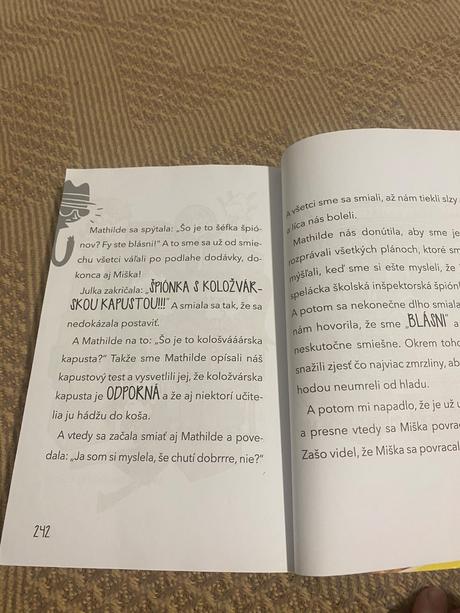 Mathilde sa spýtala: „Šo je to šéfka špió-
nov? Fy ste blásni!“ A to sme sa už od smie-
chu všetci váľali po podlahe dodávky, do-
konca aj Miška!
Julka zakričala: „ŠPIÓNKA S KOLOŽVÁR-
SKOU KAPUSTOU!!!“ A smiala sa tak, že sa
nedokázala postaviť.
A Mathilda na to: „Šo je to kološváááarska
kapusta?“ Takže sme Mathilde opísali náš
kapustový test a vysvetlili jej, že koložvárska
kapusta je ODPORNÁ a že aj niektorí učite-
lia ju hádžu do koša.
A vtedy sa začala smiať aj Mathilde a pove-
dala: „Ja som si myslela, še chutí dobrrre, nie?“
242
A všetci sme sa smiali, až nám tiekli slzy
a líca nás boleli.
Mathilde nás donútila, aby sme je
rozprávali všetkých plánoch, ktoré sm
mýšľali, keď sme si ešte mysleli, že
spelácka školská inšpektorská špión
A potom sa nekonečne dlho smiala
nám hovorila, že sme „BLÁSNI“ a
neskutočne smiešne. Okrem toho
snažili zjesť čo najviac zmrzliny, ab
hodou neumreli od hladu.
A potom mi napadlo, že je už
a presne vtedy sa Miška sa povra
Zašo videl, že Miška sa povracal